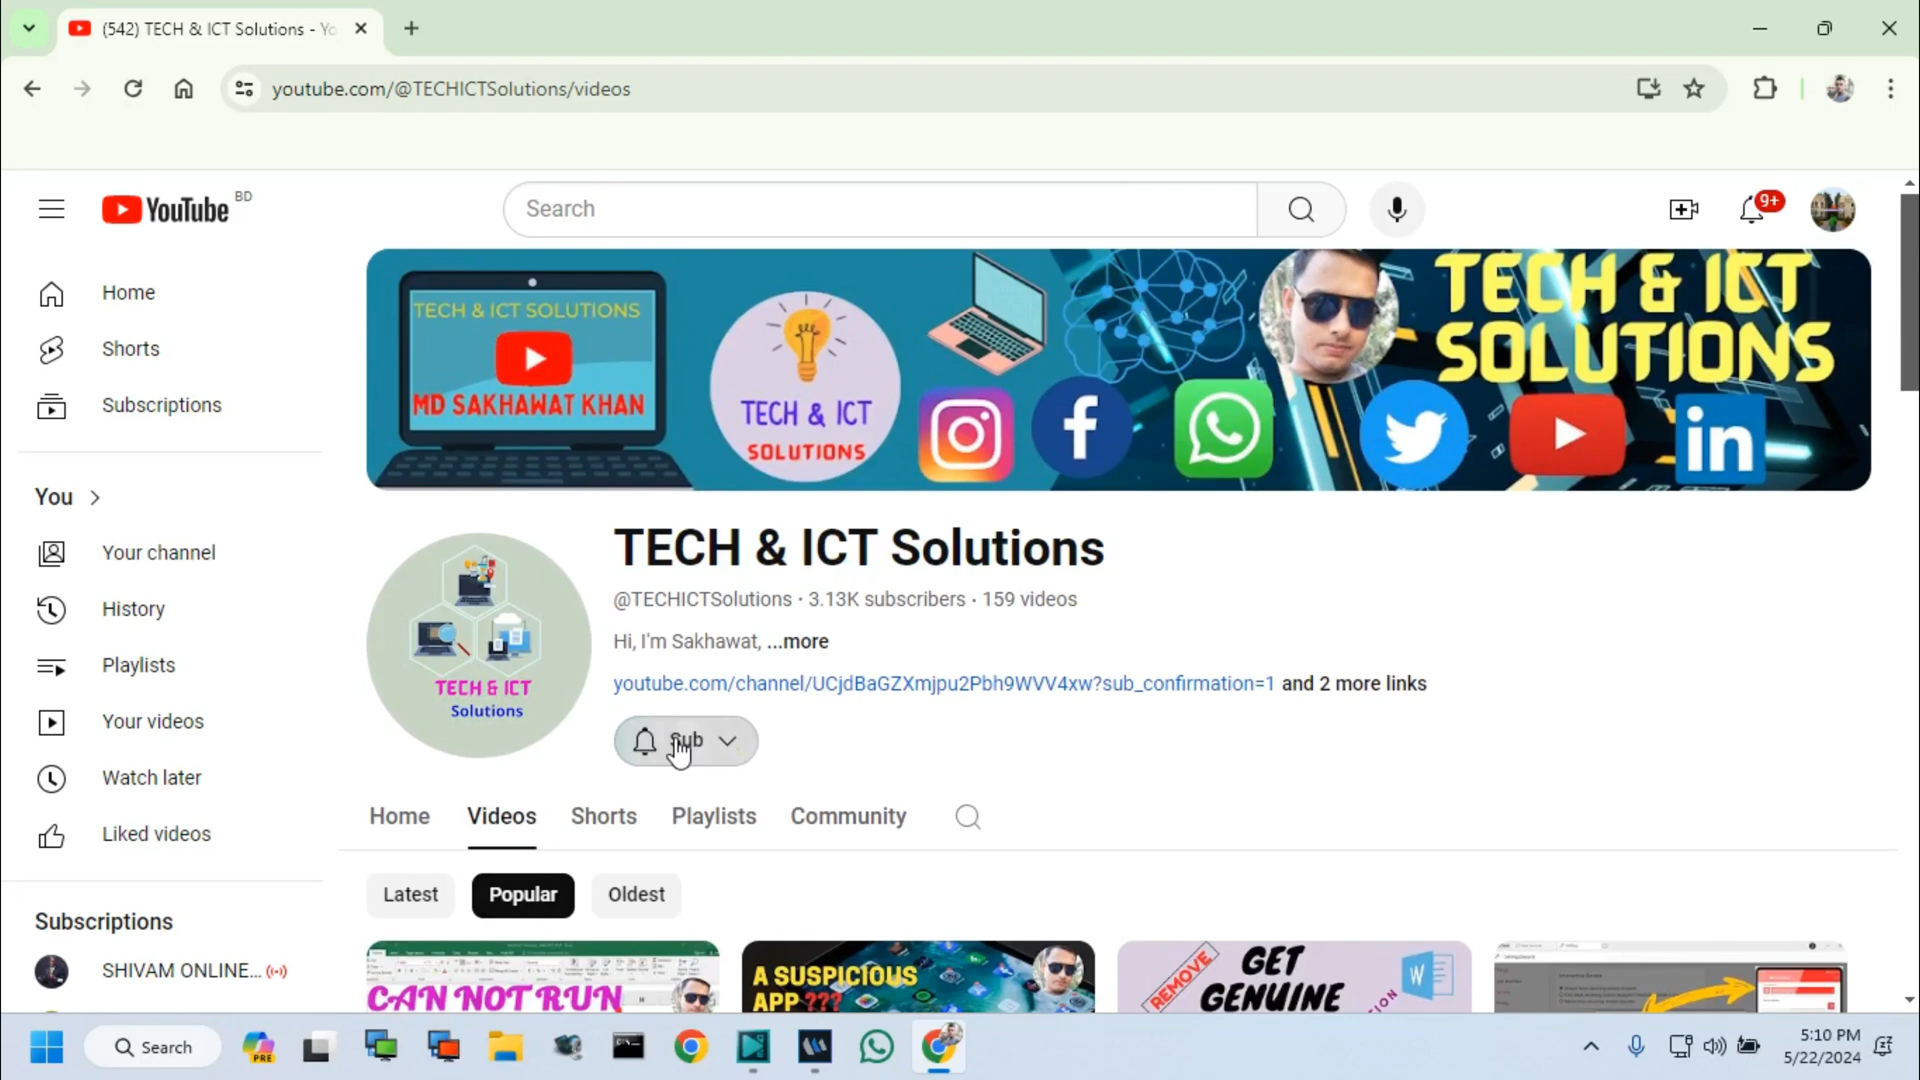 (542) TECH & ICT Solutions - Yo
youtube.com/@TECHICTSolutions/videos
YouTube BD
Search
9+
Home
Shorts
Subscriptions
You
Your channel
History
Playlists
Your videos
Watch later
Liked videos
Subscriptions
SHIVAM ONLINE...
TECH & ICT SOLUTIONS
MD SAKHAWAT KHAN
TECH & ICT
SOLUTIONS
TECH & ICT
SOLUTIONS
TECH & ICT
Solutions
TECH & ICT Solutions
@TECHICTSolutions · 3.13K subscribers · 159 videos
Hi, I'm Sakhawat, ...more
youtube.com/channel/UCjdBaGZXmjpu2Pbh9WVV4xw?sub_confirmation=1 and 2 more links
Sub
Home Videos Shorts Playlists Community
Latest Popular Oldest
CAN NOT RUN
A SUSPICIOUS
APP ???
REMOVE
GET
GENUINE
W
Search
PRE
5:10 PM
5/22/2024